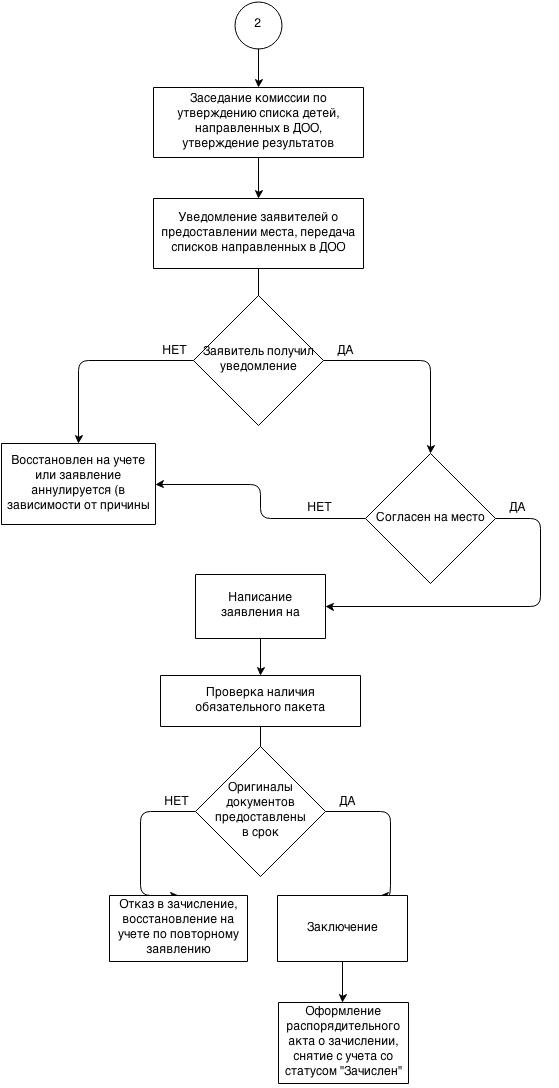 2
Заседание комиссии по
утверждению списка детей,
направленных в ДОО,
утверждение результатов
Уведомление заявителей о
предоставлении места, передача
списков направленных в ДОО
НЕТ
Заявитель получил
уведомление
ДА
Восстановлен на учете
или заявление
аннулируется (в
зависимости от причины
НЕТ
Согласен на место
ДА
Написание
заявления на
Проверка наличия
обязательного пакета
НЕТ
Оригиналы
документов
предоставлены
в срок
ДА
Отказ в зачисление,
восстановление на
учете по повторному
заявлению
Заключение
Оформление
распорядительного
акта о зачислении,
снятие с учета со
статусом "Зачислен"